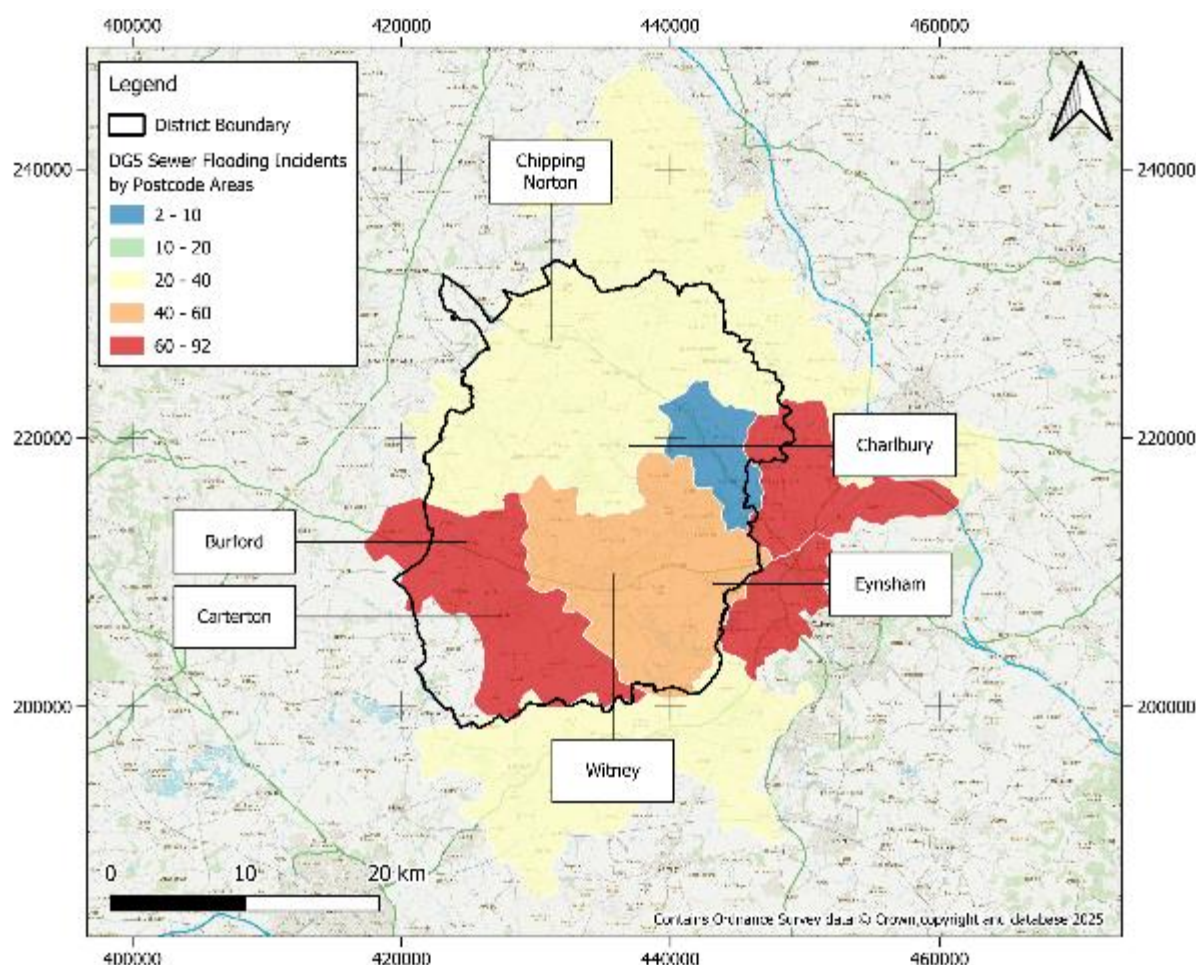 400000 420000 440000 460000
Legend
District Boundary
DG5 Sewer Flooding Incidents
by Postcode Areas
2 - 10
10 - 20
20 - 40
40 - 60
60 - 92
Chipping
Norton
240000 240000
220000 220000
Charlbury
Burford
Eynsham
Carterton
200000 200000
Witney
0 10 20 km
Contains Ordnance Survey data © Crown copyright and database 2025
400000 420000 440000 460000